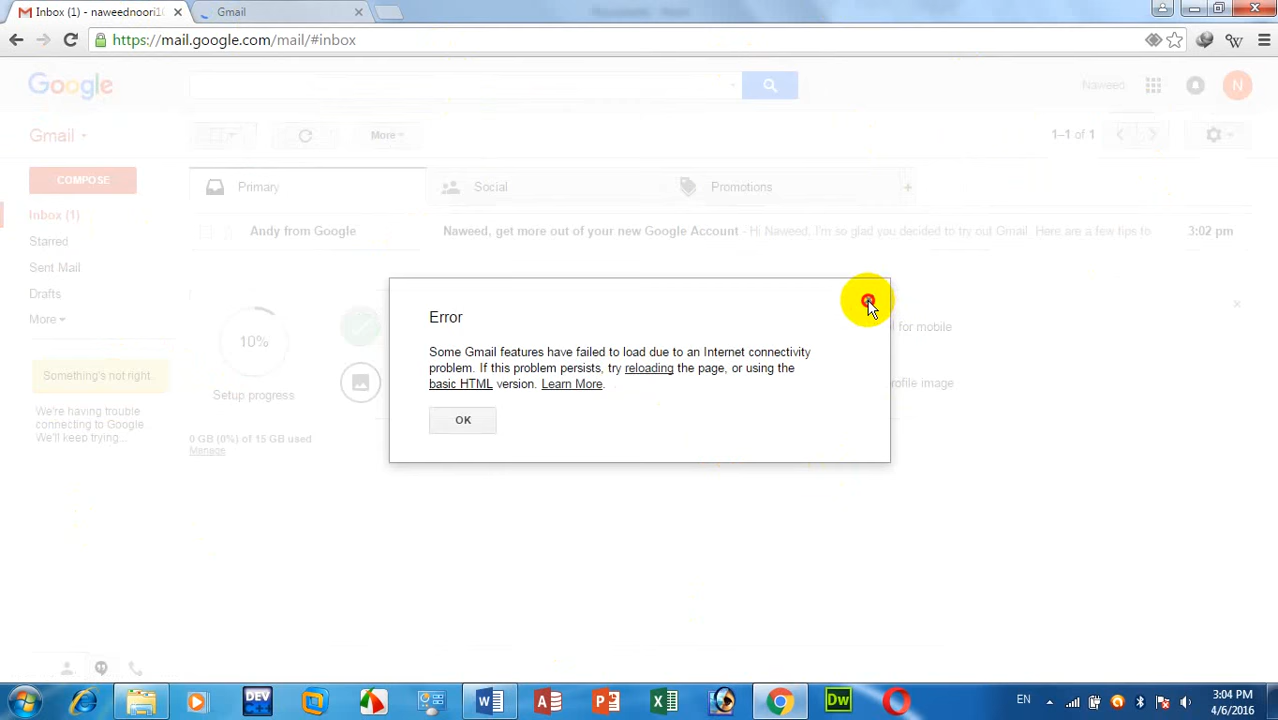 Inbox (1) - naweednoori10
Gmail
https://mail.google.com/mail/#inbox
Google
Naweed
N
Gmail
More
1–1 of 1
COMPOSE
Primary
Social
Promotions
+
Inbox (1)
Andy from Google
Naweed, get more out of your new Google Account - Hi Naweed. I'm so glad you decided to try out Gmail. Here are a few tips to
3:02 pm
Starred
Sent Mail
Drafts
More
10%
Setup progress
l for mobile
rofile image
Something's not right.
We're having trouble
connecting to Google.
We'll keep trying...
0 GB (0%) of 15 GB used
Manage
Error
Some Gmail features have failed to load due to an Internet connectivity
problem. If this problem persists, try reloading the page, or using the
basic HTML version. Learn More.
OK
DEV
Dw
EN
3:04 PM
4/6/2016